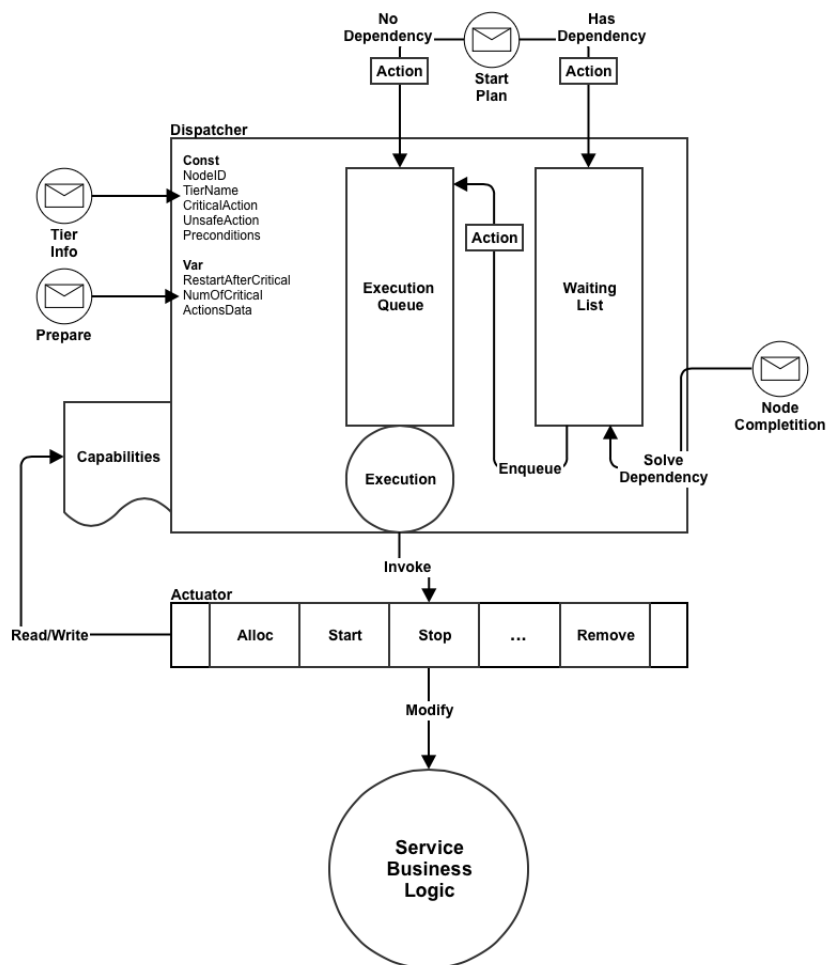 No
Dependency
Has
Dependency
Action
Action
Start
Plan
Dispatcher
Const
NodeID
TierName
CriticalAction
UnsafeAction
Preconditions
Tier
Info
Action
Var
RestartAfterCritical
NumOfCritical
ActionsData
Execution
Queue
Waiting
List
Prepare
Node
Completition
Capabilities
Execution
Enqueue
Solve
Dependency
Invoke
Actuator
Read/Write
Alloc
Start
Stop
...
Remove
Modify
Service
Business
Logic